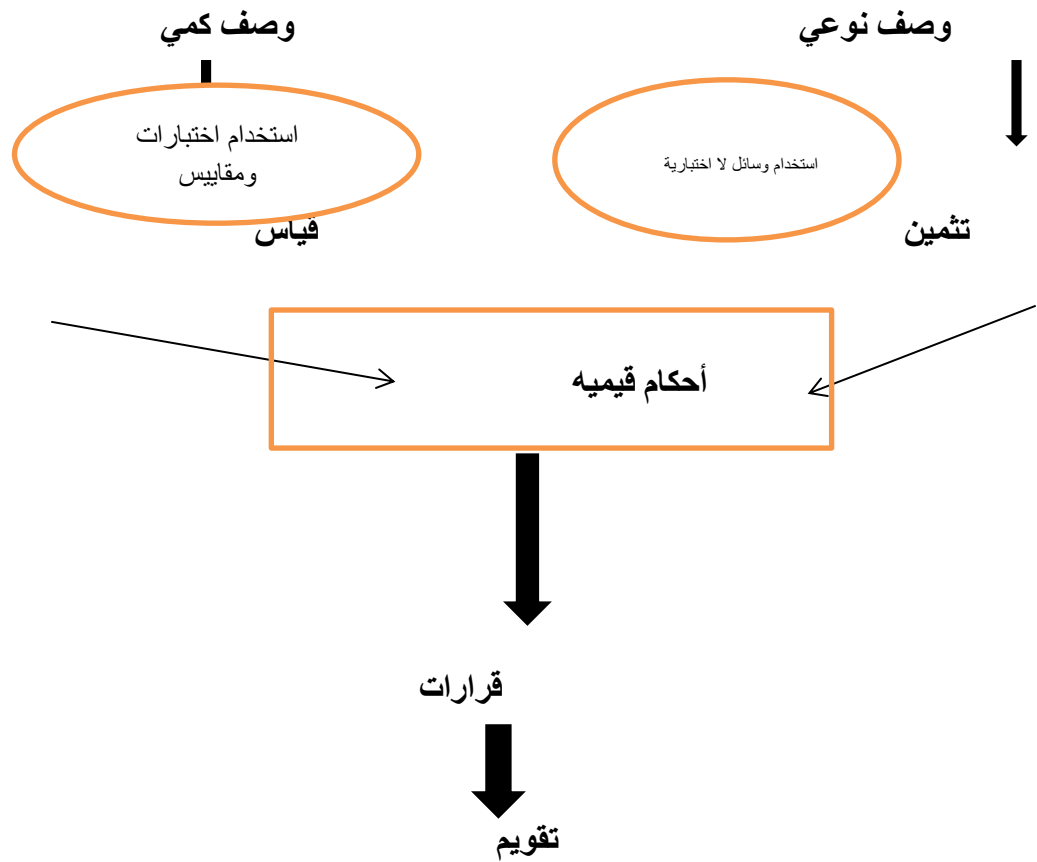 وصف نوعي
وصف كمي
استخدام وسائل لا اختبارية
استخدام اختبارات
ومقاييس
تثمين
قياس
أحكام قيميه
قرارات
تقويم